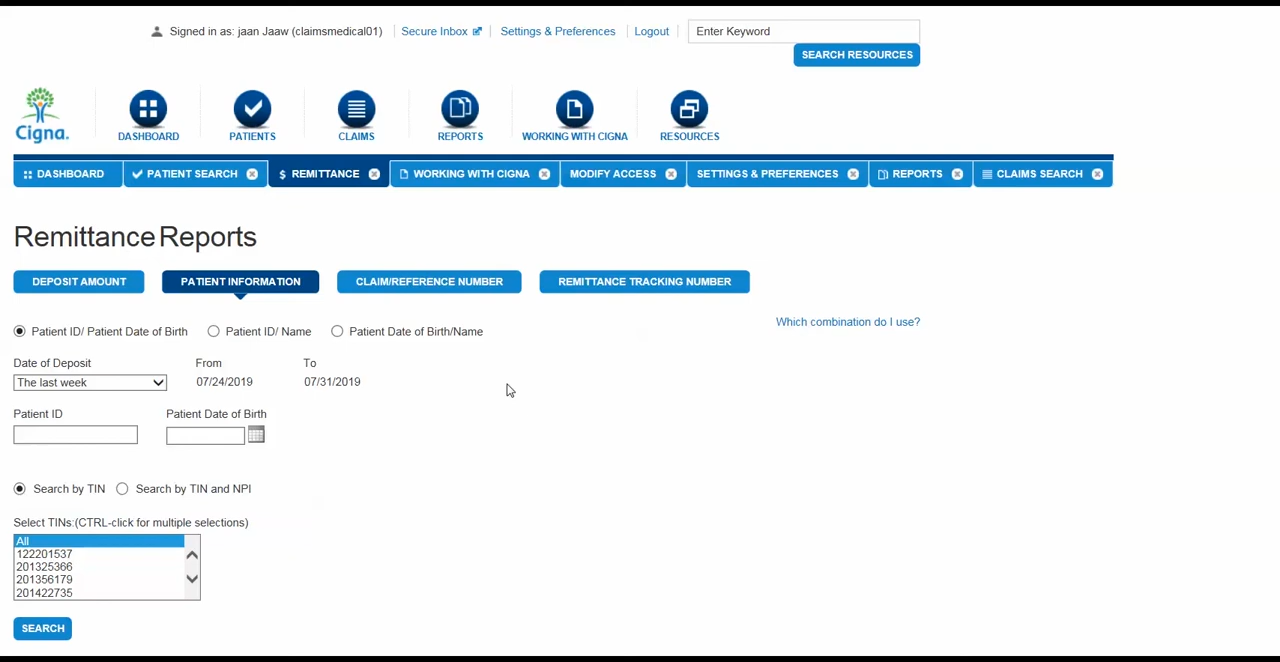 Signed in as: jaan Jaaw (claimsmedical01) Secure Inbox Settings & Preferences Logout Enter Keyword
SEARCH RESOURCES
Cigna.
DASHBOARD PATIENTS CLAIMS REPORTS WORKING WITH CIGNA RESOURCES
DASHBOARD PATIENT SEARCH $ REMITTANCE WORKING WITH CIGNA MODIFY ACCESS SETTINGS & PREFERENCES REPORTS CLAIMS SEARCH
Remittance Reports
DEPOSIT AMOUNT PATIENT INFORMATION CLAIM/REFERENCE NUMBER REMITTANCE TRACKING NUMBER
Patient ID/ Patient Date of Birth Patient ID/ Name Patient Date of Birth/Name Which combination do I use?
Date of Deposit From To
The last week 07/24/2019 07/31/2019
Patient ID Patient Date of Birth
Search by TIN Search by TIN and NPI
Select TINs:(CTRL-click for multiple selections)
All
122201537
201325366
201356179
201422735
SEARCH